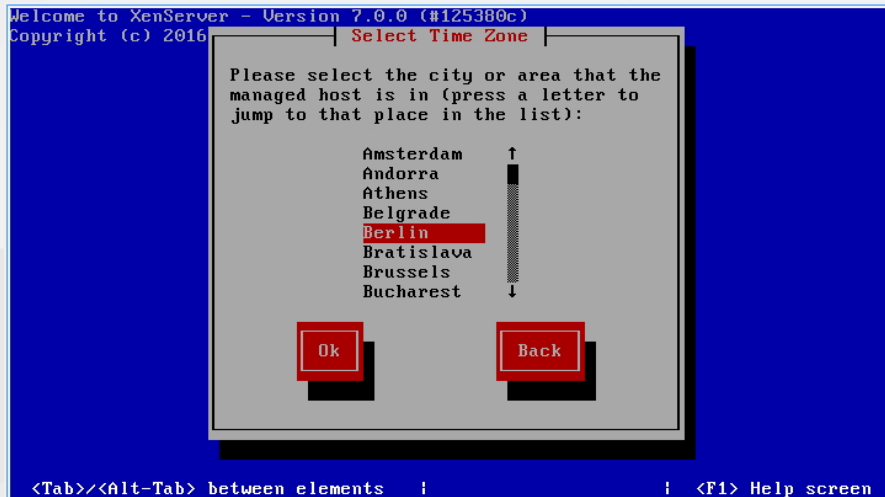 Welcome to XenServer - Version 7.0.0 (#125380c)
Copyright (c) 2016
Select Time Zone
Please select the city or area that the
managed host is in (press a letter to
jump to that place in the list):
Amsterdam ↑
Andorra
Athens
Belgrade
Berlin
Bratislava
Brussels
Bucharest ↓
Ok Back
<Tab>/<Alt-Tab> between elements | | <F1> Help screen